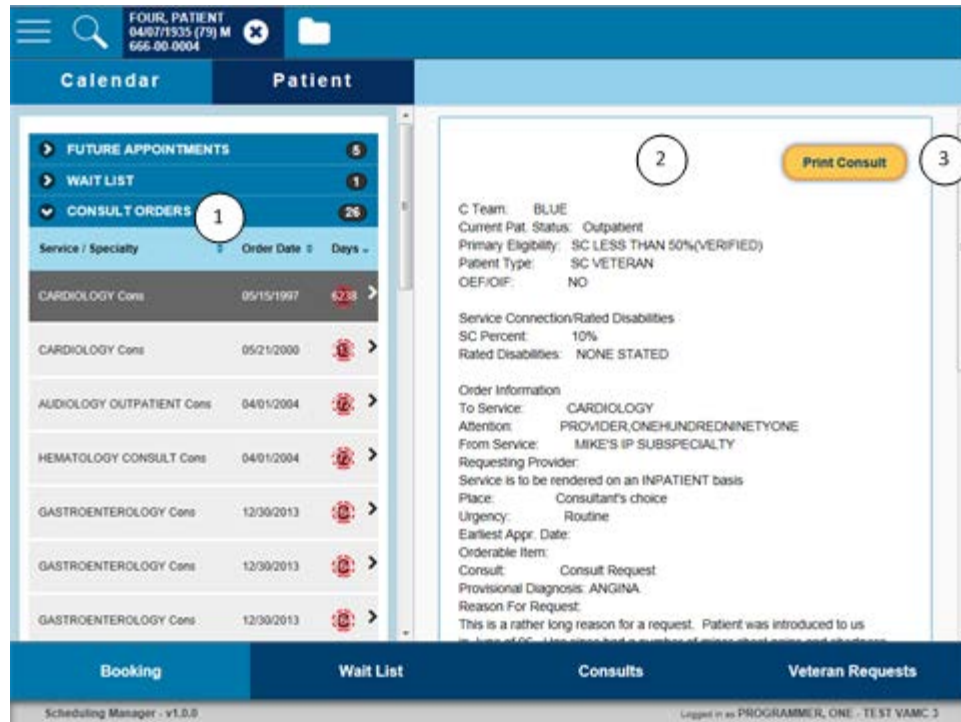 FOUR, PATIENT
04/07/1935 (79) M
666-00-0004
Calendar Patient
FUTURE APPOINTMENTS 5
WAIT LIST 1
CONSULT ORDERS 26
1
Service / Specialty Order Date Days
CARDIOLOGY Cons 05/15/1997 6238
CARDIOLOGY Cons 05/21/2000
AUDIOLOGY OUTPATIENT Cons 04/01/2004
HEMATOLOGY CONSULT Cons 04/01/2004
GASTROENTEROLOGY Cons 12/30/2013
GASTROENTEROLOGY Cons 12/30/2013
GASTROENTEROLOGY Cons 12/30/2013
2
Print Consult
3
C Team: BLUE
Current Pat. Status: Outpatient
Primary Eligibility: SC LESS THAN 50%(VERIFIED)
Patient Type: SC VETERAN
OEF/OIF: NO
Service Connection/Rated Disabilities
SC Percent: 10%
Rated Disabilities: NONE STATED
Order Information
To Service: CARDIOLOGY
Attention: PROVIDER,ONEHUNDREDNINETYONE
From Service: MIKE'S IP SUBSPECIALTY
Requesting Provider:
Service is to be rendered on an INPATIENT basis
Place: Consultant's choice
Urgency: Routine
Earliest Appr. Date:
Orderable Item:
Consult: Consult Request
Provisional Diagnosis: ANGINA
Reason For Request:
This is a rather long reason for a request. Patient was introduced to us
Booking Wait List Consults Veteran Requests
Scheduling Manager - v1.0.0 Logged in as PROGRAMMER, ONE - TEST VAMC 3